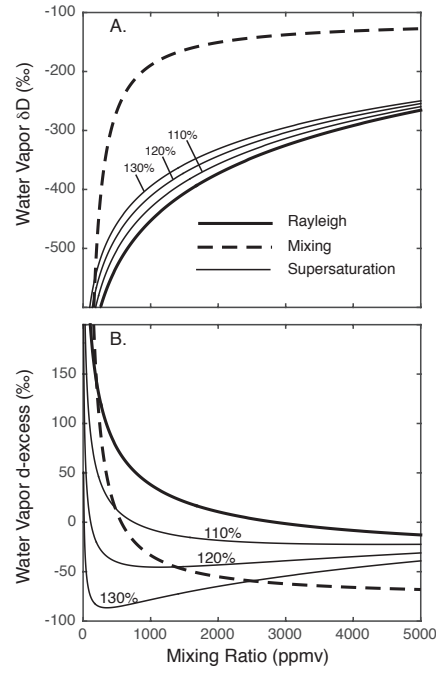 -100
A.
-200
-300
-400
-500
Water Vapor δD (‰)
110%
120%
130%
Rayleigh
Mixing
Supersaturation
B.
150
100
50
0
-50
-100
Water Vapor d-excess (‰)
110%
120%
130%
0 1000 2000 3000 4000 5000
Mixing Ratio (ppmv)